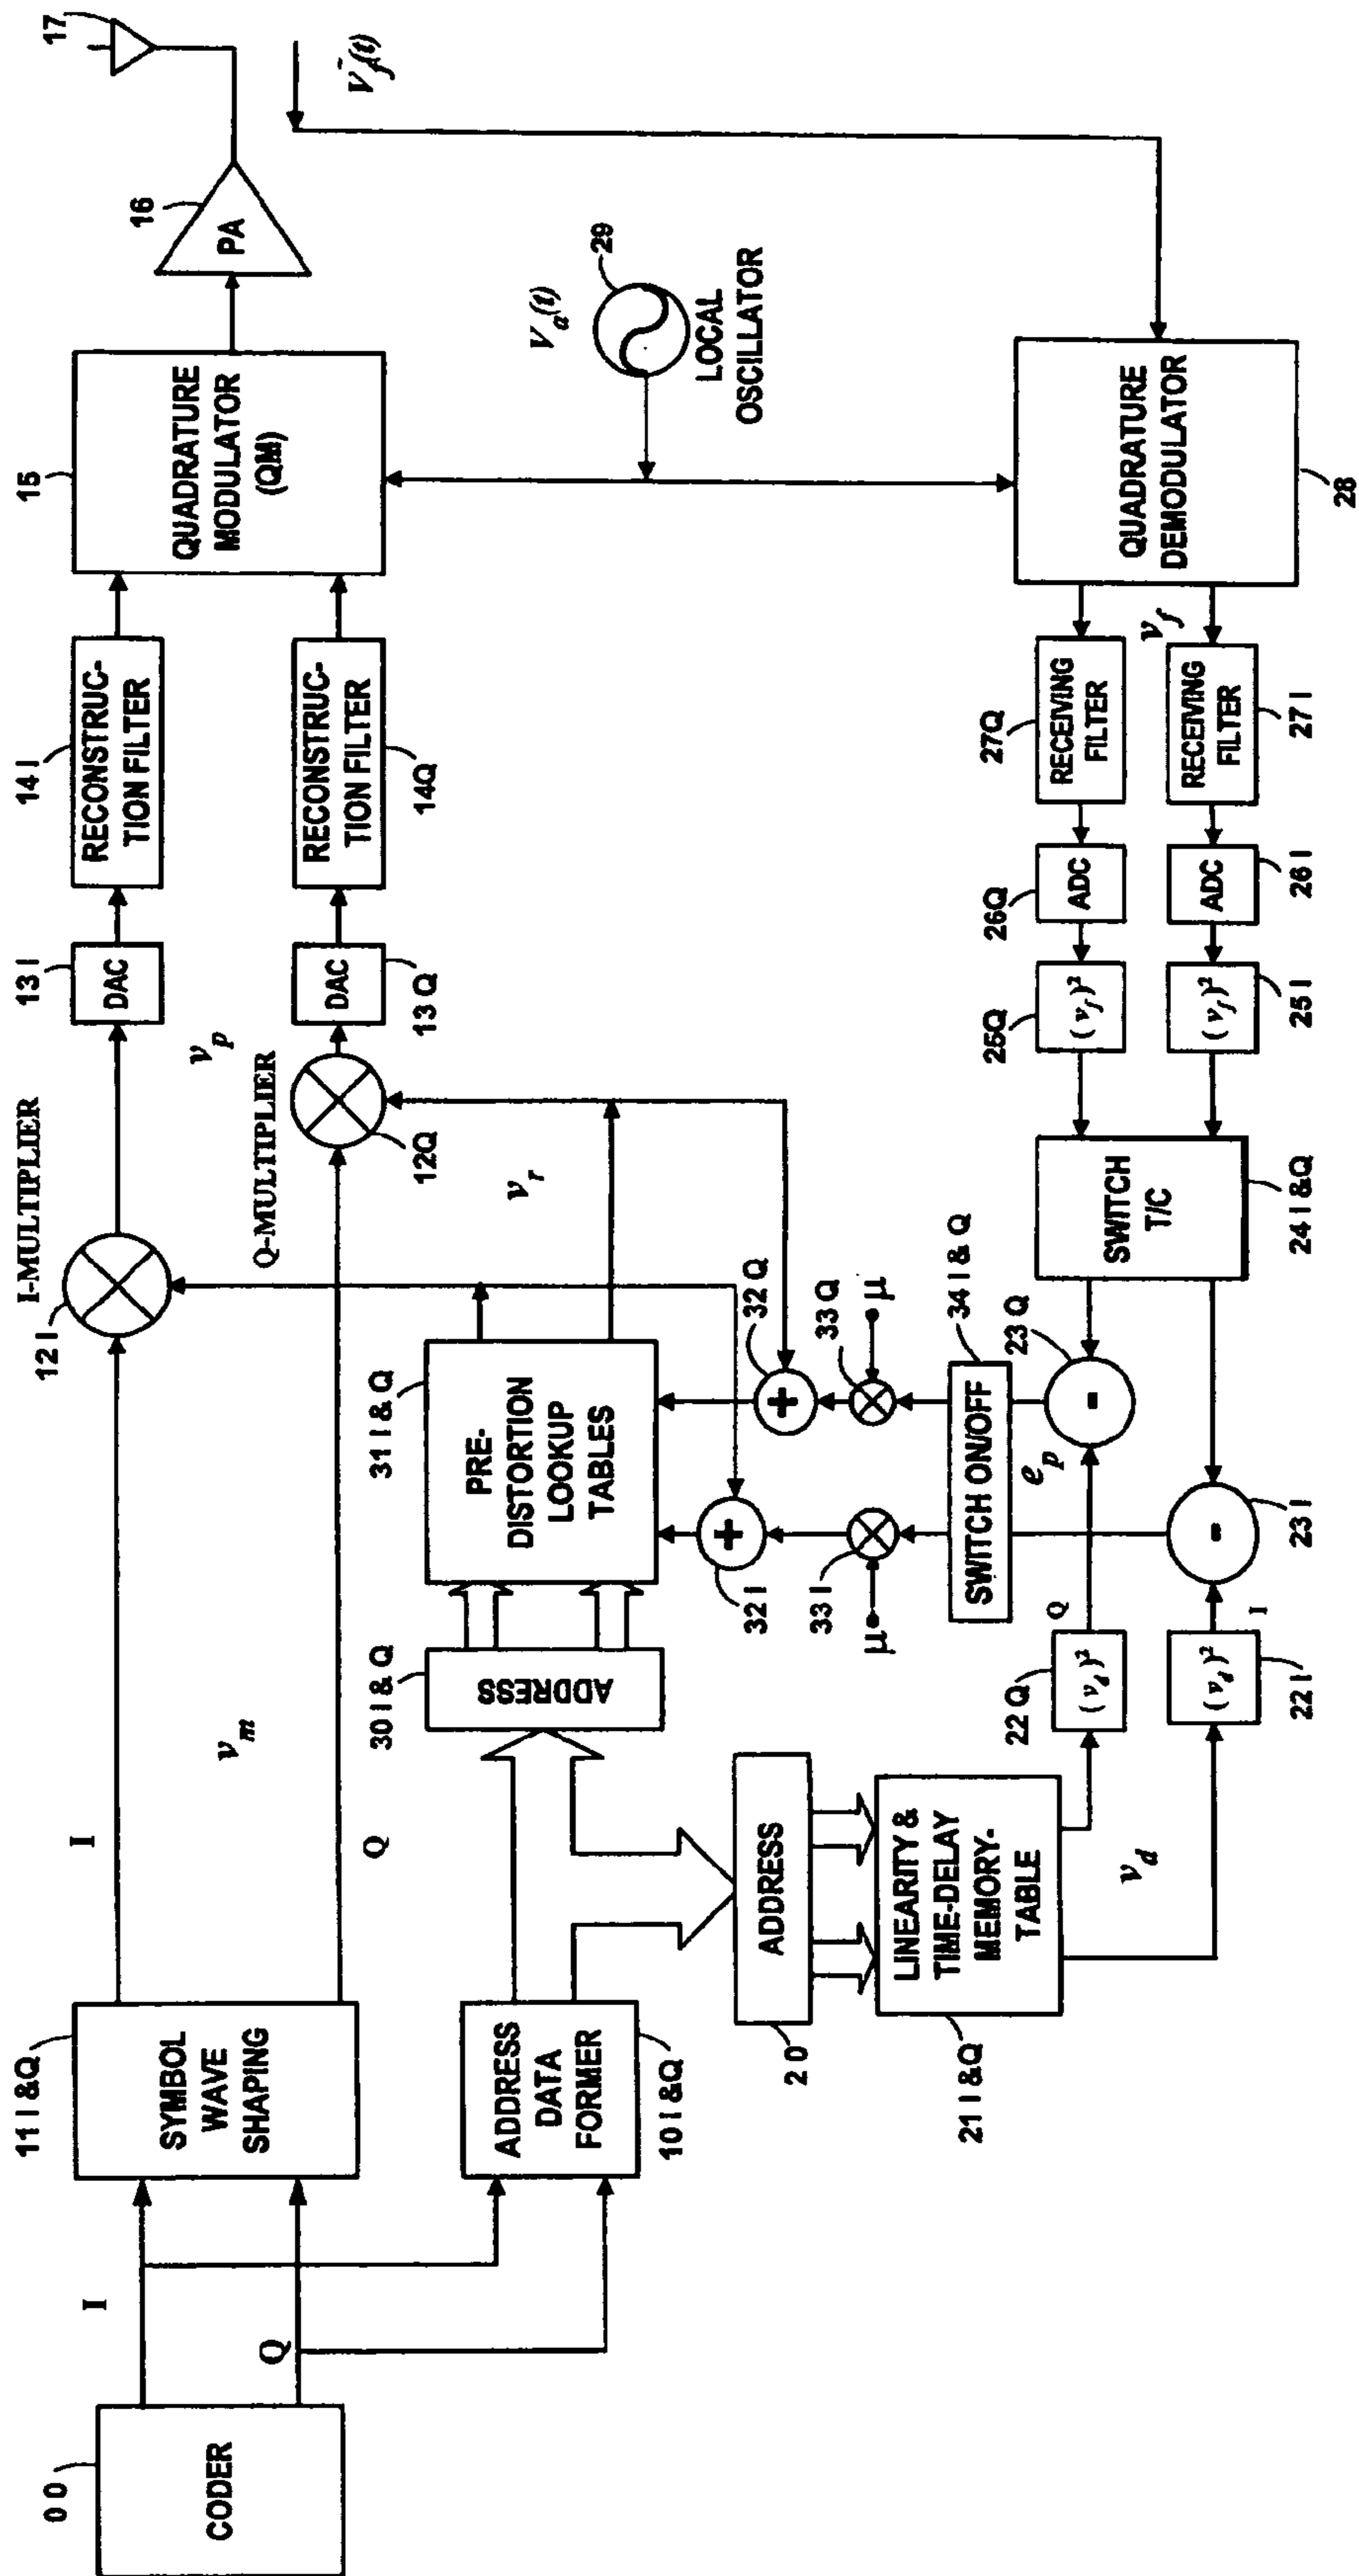 00
CODER
I
Q
11 I &Q
SYMBOL
WAVE
SHAPING
I
v_m
Q
12 I
I-MULTIPLIER
Q-MULTIPLIER
12Q
v_p
13 I
DAC
13 Q
DAC
14 I
RECONSTRUC-
TION FILTER
14Q
RECONSTRUC-
TION FILTER
15
QUADRATURE
MODULATOR
(QM)
16
PA
17
Ṽ_f(t)
V_a(t)
29
LOCAL
OSCILLATOR
10 I &Q
ADDRESS
DATA
FORMER
30 I & Q
ADDRESS
31 I & Q
PRE-
DISTORTION
LOOKUP
TABLES
v_r
32 Q
+
32 I
+
33 Q
μ
33 I
μ
34 I & Q
SWITCH ON/OFF
20
ADDRESS
21 I &Q
LINEARITY &
TIME-DELAY
MEMORY-
TABLE
v_d
22 Q
(v_d)²
Q
22 I
(v_d)²
I
e_p
23 Q
-
23 I
-
24 I &Q
SWITCH
T/C
25Q
(v_f)²
25 I
(v_f)²
26Q
ADC
26 I
ADC
27Q
RECEIVING
FILTER
27 I
RECEIVING
FILTER
v_f
28
QUADRATURE
DEMODULATOR